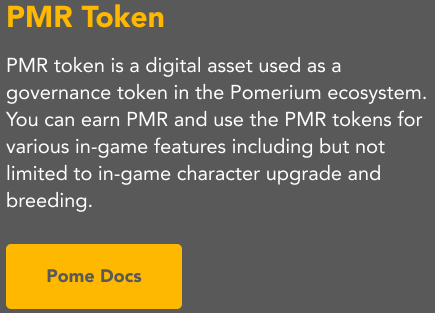 PMR Token
PMR token is a digital asset used as a
governance token in the Pomerium ecosystem.
You can earn PMR and use the PMR tokens for
various in-game features including but not
limited to in-game character upgrade and
breeding.
Pome Docs